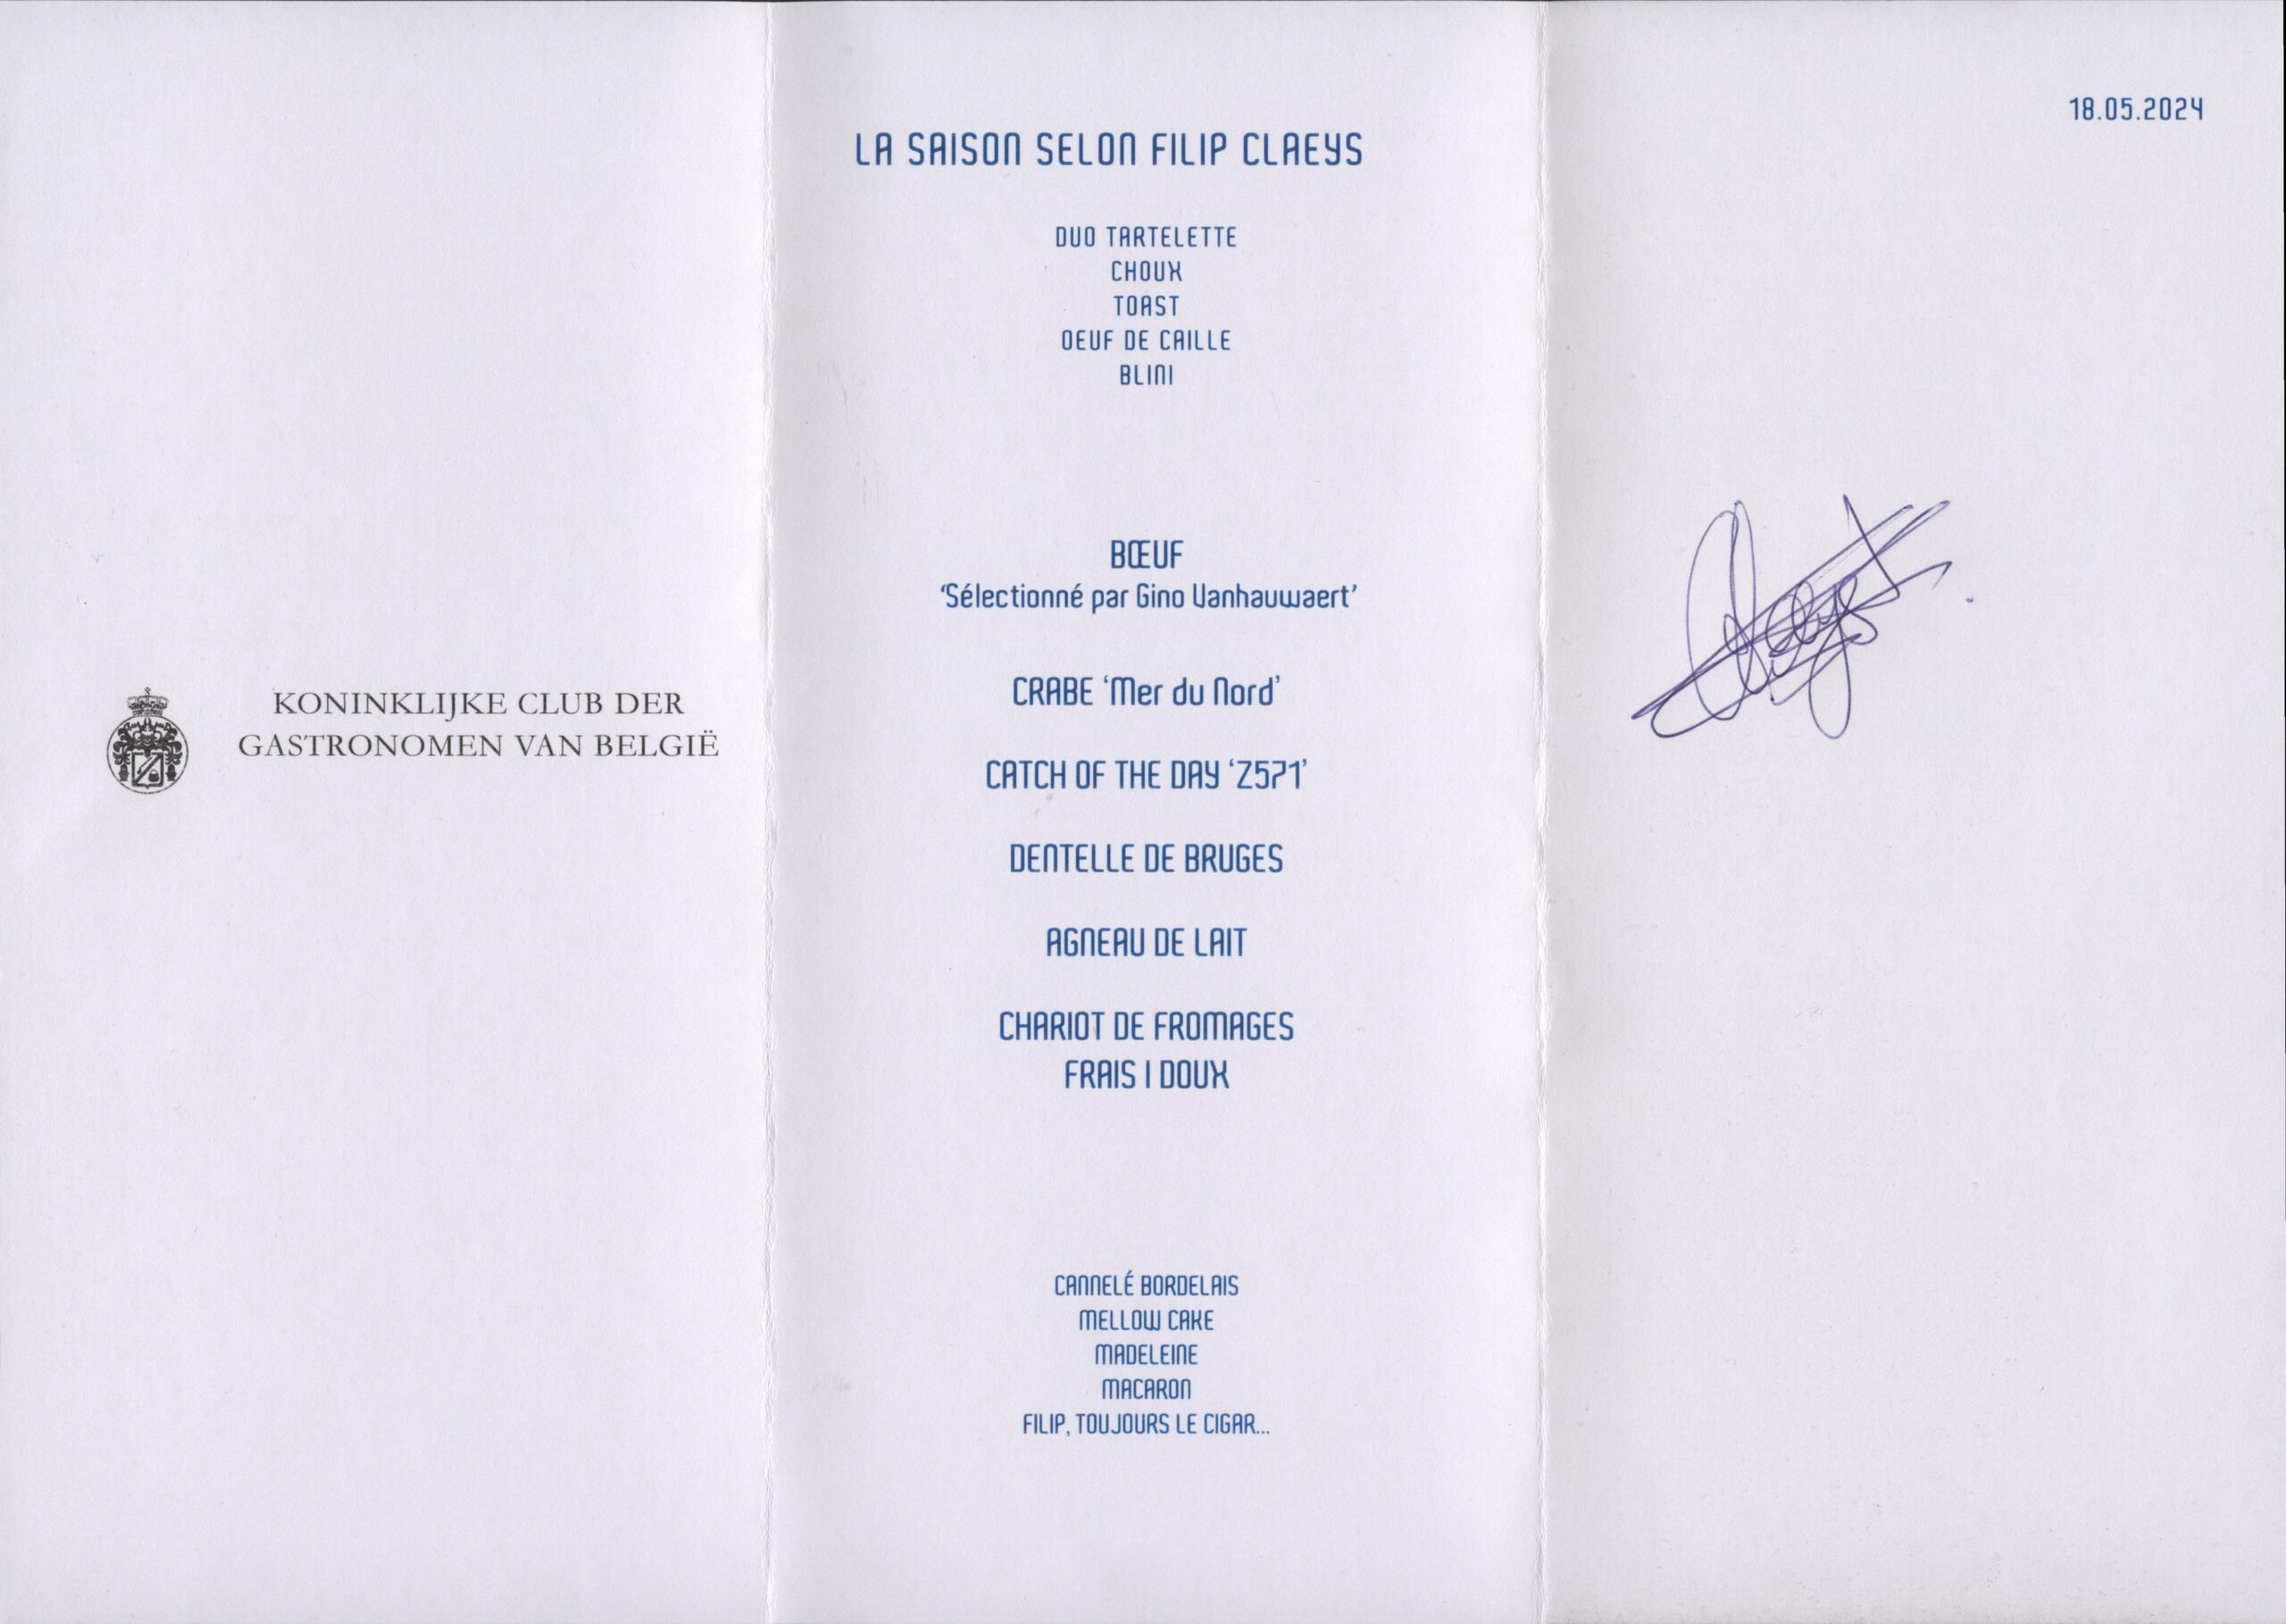 KONINKLIJKE CLUB DER
GASTRONOMEN VAN BELGIË
LA SAISON SELON FILIP CLAEYS
DUO TARTELETTE
CHOUX
TOAST
OEUF DE CAILLE
BLINI
BŒUF
‘Sélectionné par Gino Vanhauwaert’
CRABE ‘Mer du Nord’
CATCH OF THE DAY ‘Z571’
DENTELLE DE BRUGES
AGNEAU DE LAIT
CHARIOT DE FROMAGES
FRAIS I DOUX
CANNELÉ BORDELAIS
MELLOW CAKE
MADELEINE
MACARON
FILIP, TOUJOURS LE CIGAR...
18.05.2024